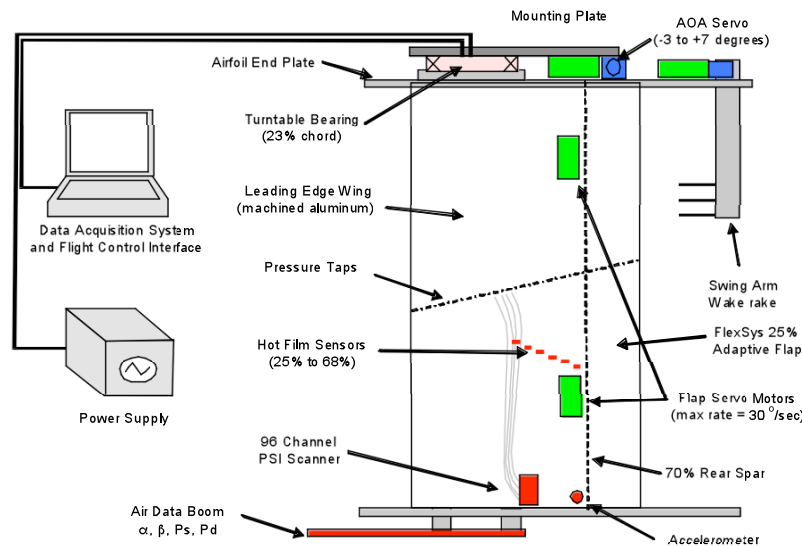 Mounting Plate
AOA Servo
(-3 to +7 degrees)
Airfoil End Plate
Turntable Bearing
(23% chord)
Leading Edge Wing
(machined aluminum)
Data Acquisition System
and Flight Control Interface
Pressure Taps
Swing Arm
Wake rake
Hot Film Sensors
(25% to 68%)
FlexSys 25%
Adaptive Flap
Power Supply
Flap Servo Motors
(max rate = 30 °/sec)
96 Channel
PSI Scanner
70% Rear Spar
Air Data Boom
α, β, Ps, Pd
Accelerometer